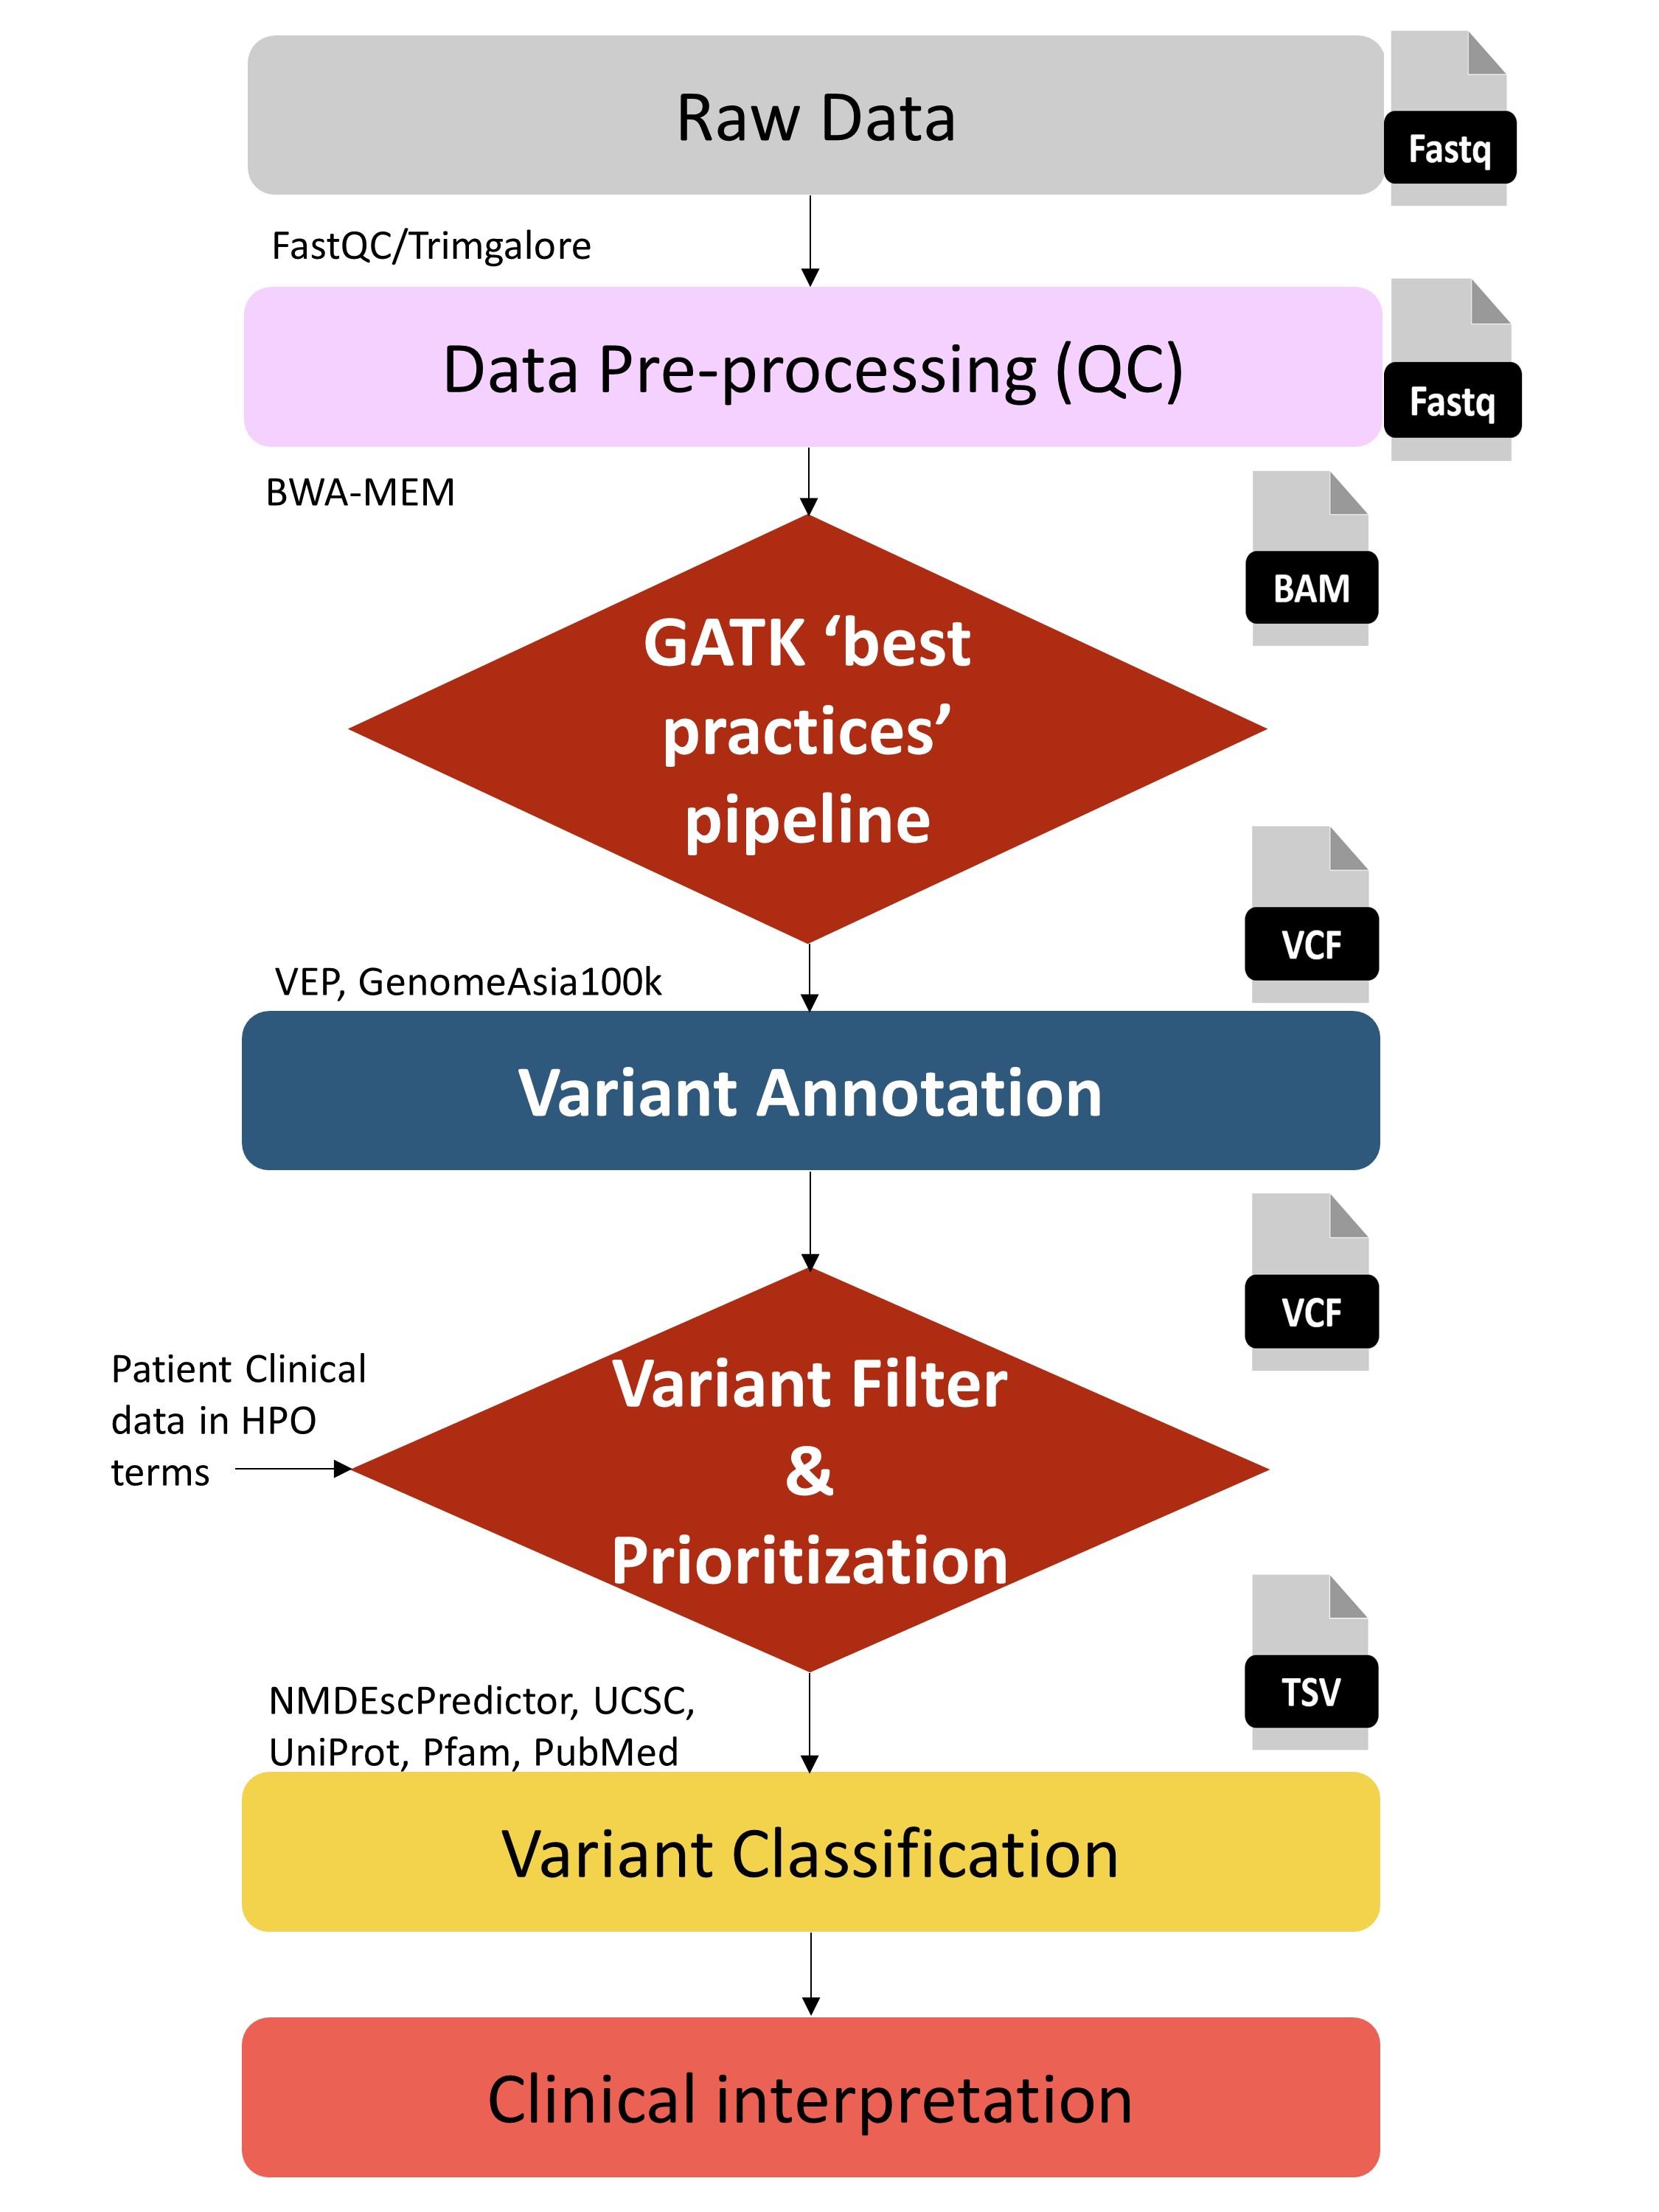 Raw Data
Fastq
FastQC/Trimgalore
Data Pre-processing (QC)
Fastq
BWA-MEM
BAM
GATK ‘best
practices’
pipeline
VCF
VEP, GenomeAsia100k
Variant Annotation
VCF
Patient Clinical
data in HPO
terms
Variant Filter
&
Prioritization
TSV
NMDEscPredictor, UCSC,
UniProt, Pfam, PubMed
Variant Classification
Clinical interpretation